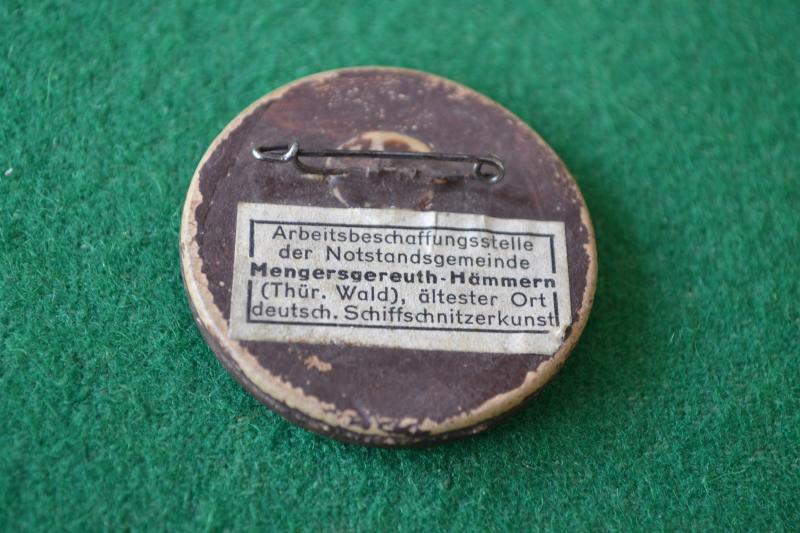 Arbeitsbeschaffungsstelle
der Notstandsgemeinde
Mengersgereuth-Hämmern
(Thür. Wald), ältester Ort
deutsch. Schiffschnitzerkunst